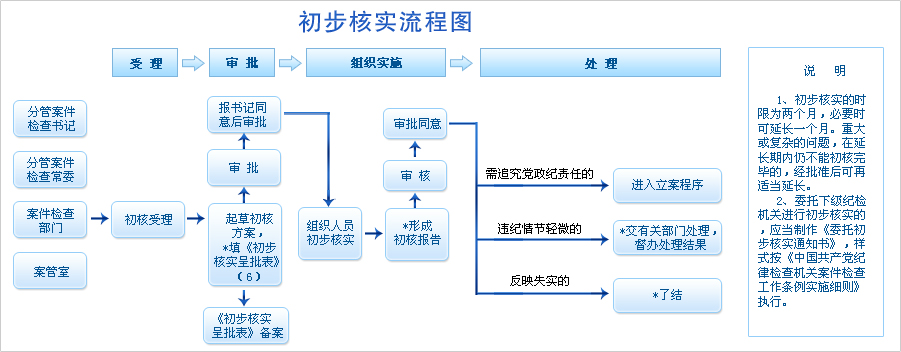 初步核实流程图
受 理
审 批
组织实施
处 理
分管案件
检查书记
分管案件
检查常委
案件检查
部门
案管室
初核受理
报书记同
意后审批
审 批
起草初核
方案，
*填《初步
核实呈批表》
（6）
《初步核实
呈批表》备案
组织人员
初步核实
审批同意
审 核
*形成
初核报告
需追究党政纪责任的
违纪情节轻微的
反映失实的
进入立案程序
*交有关部门处理，
督办处理结果
*了结
说 明
1、初步核实的时
限为两个月，必要时
可延长一个月。重大
或复杂的问题，在延
长期内仍不能初核完
毕的，经批准后可再
适当延长。
2、委托下级纪检
机关进行初步核实的
，应当制作《委托初
步核实通知书》，样
式按《中国共产党纪
律检查机关案件检查
工作条例实施细则》
执行。